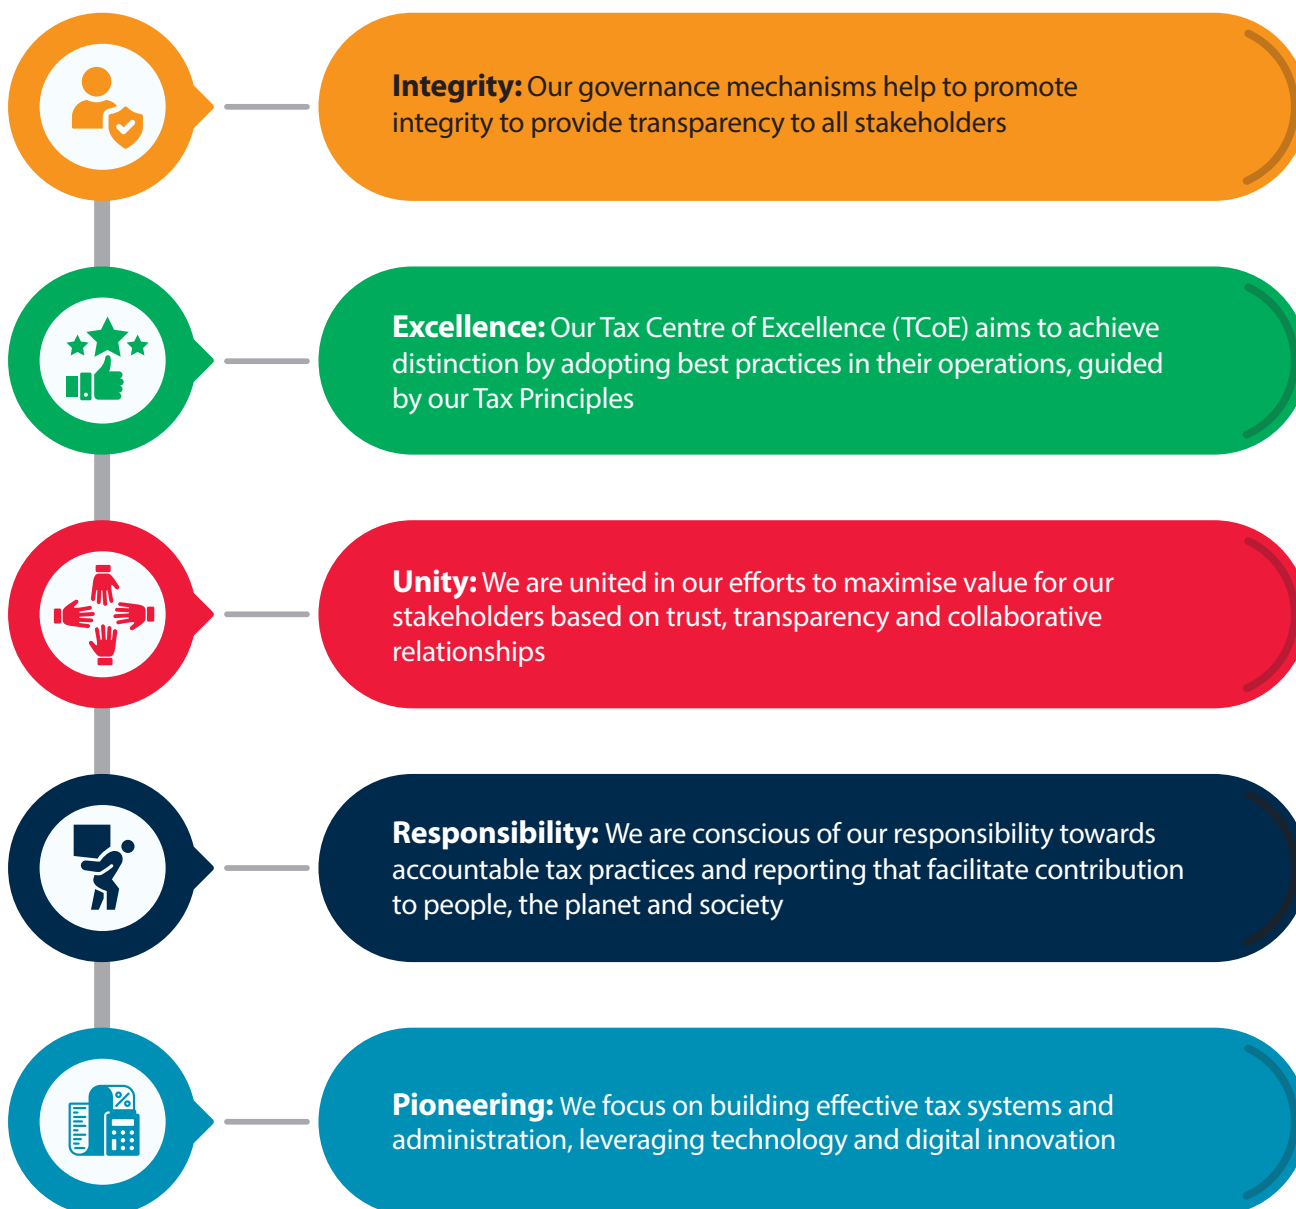 Integrity: Our governance mechanisms help to promote
integrity to provide transparency to all stakeholders
Excellence: Our Tax Centre of Excellence (TCoE) aims to achieve
distinction by adopting best practices in their operations, guided
by our Tax Principles
Unity: We are united in our efforts to maximise value for our
stakeholders based on trust, transparency and collaborative
relationships
Responsibility: We are conscious of our responsibility towards
accountable tax practices and reporting that facilitate contribution
to people, the planet and society
%
Pioneering: We focus on building effective tax systems and
administration, leveraging technology and digital innovation